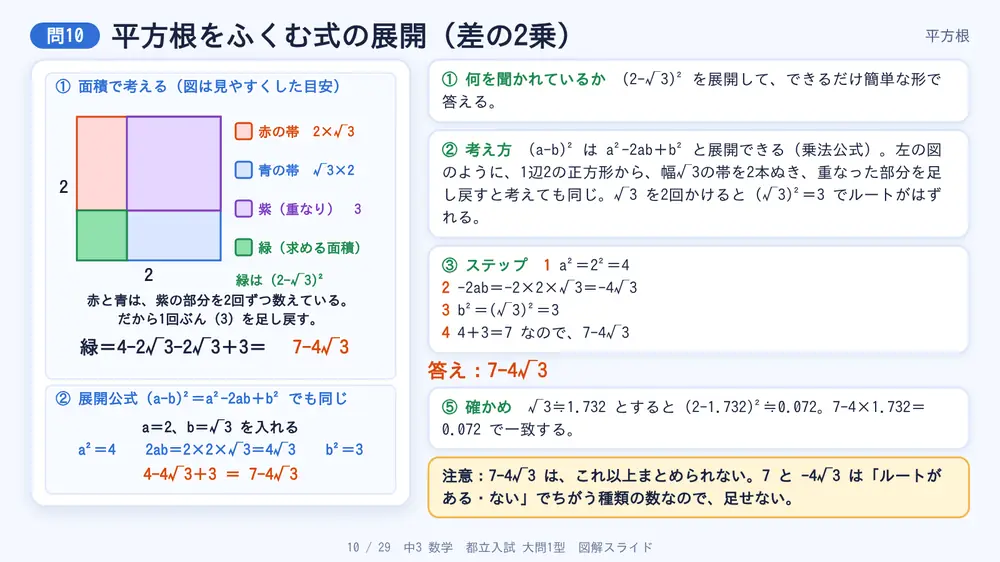 問10 平方根をふくむ式の展開（差の2乗）
平方根
① 面積で考える（図は見やすくした目安）
2
2
赤の帯 2×√3
青の帯 √3×2
紫（重なり） 3
緑（求める面積）
緑は (2-√3)²
赤と青は、紫の部分を2回ずつ数えている。
だから1回ぶん（3）を足し戻す。
緑＝4-2√3-2√3+3＝ 7-4√3
② 展開公式 (a-b)²＝a²-2ab+b² でも同じ
a＝2、b＝√3 を入れる
a²＝4 2ab＝2×2×√3＝4√3 b²＝3
4-4√3+3 ＝ 7-4√3
① 何を聞かれているか (2-√3)² を展開して、できるだけ簡単な形で
答える。
② 考え方 (a-b)² は a²-2ab+b² と展開できる（乗法公式）。左の図
のように、1辺2の正方形から、幅√3の帯を2本ぬき、重なった部分を足
し戻すと考えても同じ。√3 を2回かけると (√3)²＝3 でルートがはず
れる。
③ ステップ 1 a²＝2²＝4
2 -2ab＝-2×2×√3＝-4√3
3 b²＝(√3)²＝3
4 4+3＝7 なので、7-4√3
答え：7-4√3
⑤ 確かめ √3≒1.732 とすると (2-1.732)²≒0.072。7-4×1.732＝
0.072 で一致する。
注意：7-4√3 は、これ以上まとめられない。7 と -4√3 は「ルートが
ある・ない」でちがう種類の数なので、足せない。
10 / 29 中3 数学 都立入試 大問1型 図解スライド